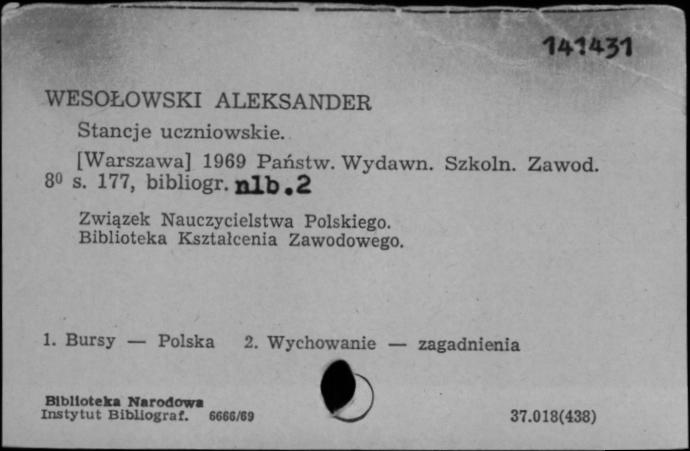 141431
WESOŁOWSKI ALEKSANDER
Stancje uczniowskie.
[Warszawa] 1969 Państw. Wydawn. Szkoln. Zawod.
8⁰ s. 177, bibliogr. nlb.2
Związek Nauczycielstwa Polskiego.
Biblioteka Kształcenia Zawodowego.
1. Bursy — Polska 2. Wychowanie — zagadnienia
Biblioteka Narodowa
Instytut Bibliograf. 6666/69
37.018(438)